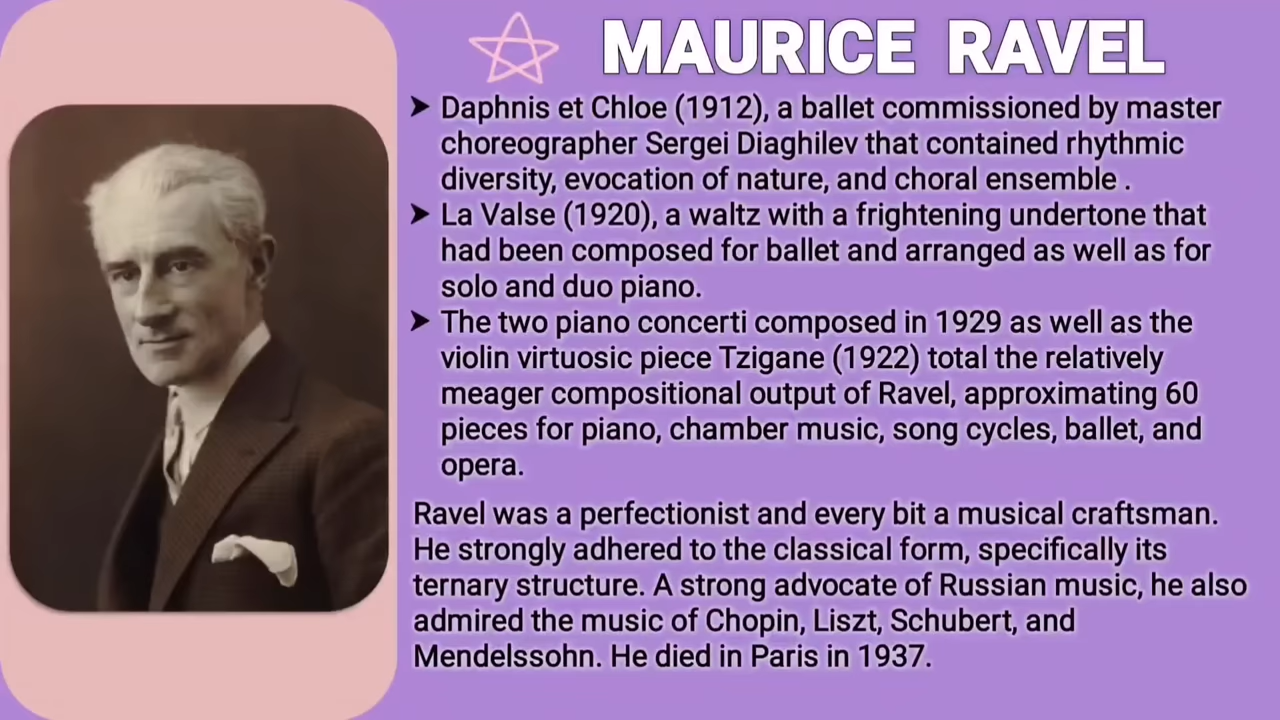 MAURICE RAVEL
➤ Daphnis et Chloe (1912), a ballet commissioned by master
choreographer Sergei Diaghilev that contained rhythmic
diversity, evocation of nature, and choral ensemble .
➤ La Valse (1920), a waltz with a frightening undertone that
had been composed for ballet and arranged as well as for
solo and duo piano.
➤ The two piano concerti composed in 1929 as well as the
violin virtuosic piece Tzigane (1922) total the relatively
meager compositional output of Ravel, approximating 60
pieces for piano, chamber music, song cycles, ballet, and
opera.
Ravel was a perfectionist and every bit a musical craftsman.
He strongly adhered to the classical form, specifically its
ternary structure. A strong advocate of Russian music, he also
admired the music of Chopin, Liszt, Schubert, and
Mendelssohn. He died in Paris in 1937.